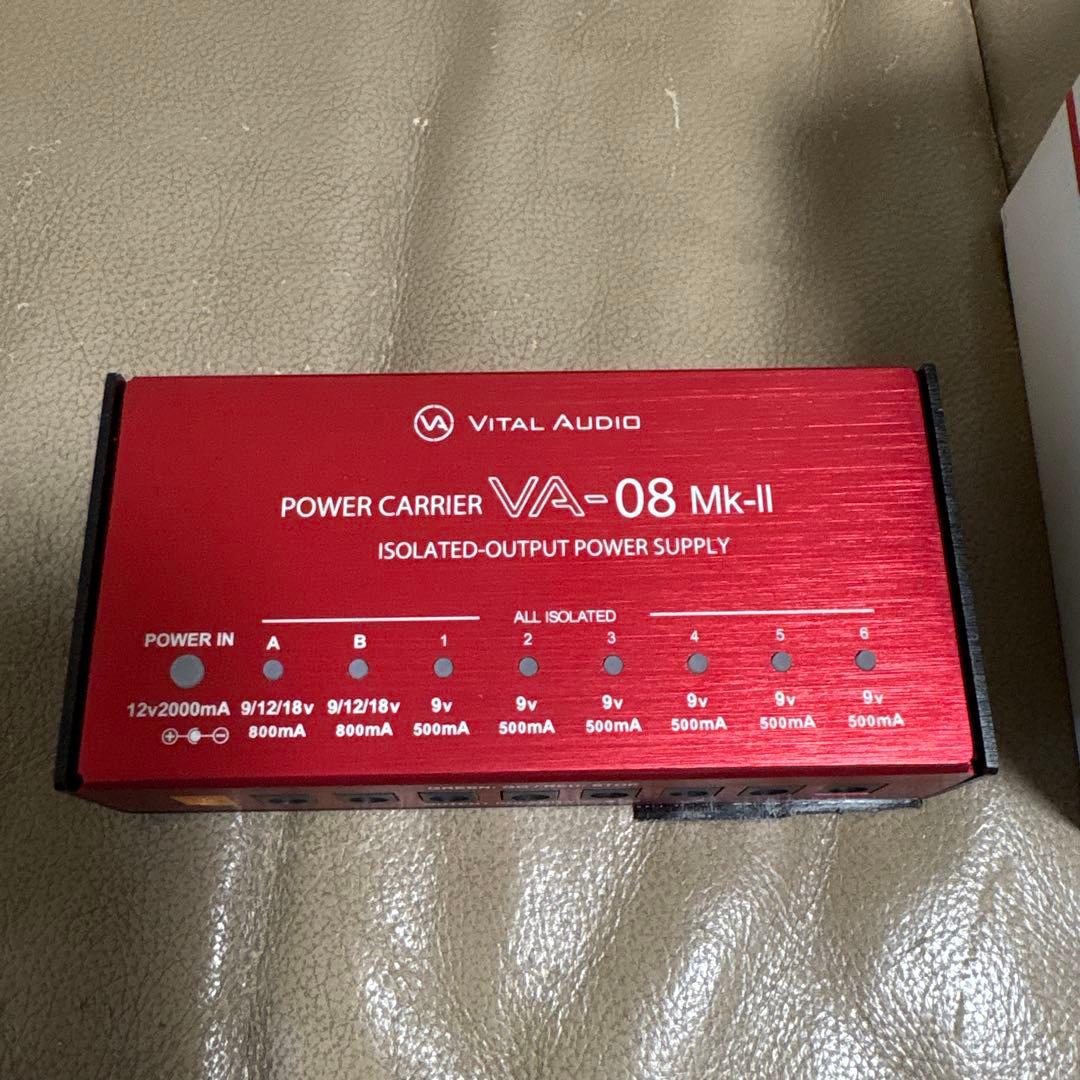 VA VITAL AUDIO
POWER CARRIER VA-08 Mk-II
ISOLATED-OUTPUT POWER SUPPLY
ALL ISOLATED
POWER IN A B 1 2 3 4 5 6
12v2000mA 9/12/18v 9/12/18v 9v 9v 9v 9v 9v 9v
800mA 800mA 500mA 500mA 500mA 500mA 500mA 500mA